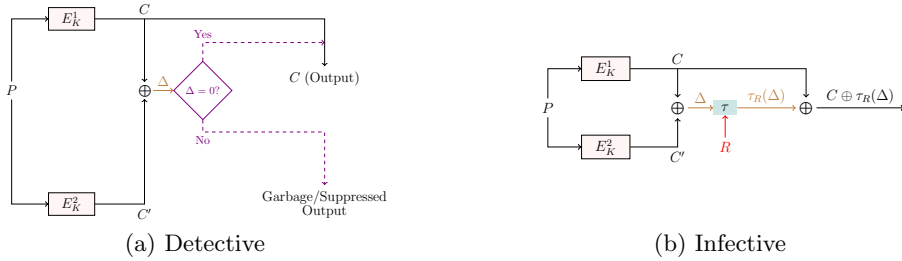 $E_K^1$
C
Yes
C (Output)
P
Δ
Δ = 0?
No
$E_K^2$
C'
Garbage/Suppressed
Output
(a) Detective
$E_K^1$
C
P
Δ
τ
$τ_R(Δ)$
$C ⊕ τ_R(Δ)$
R
$E_K^2$
C'
(b) Infective